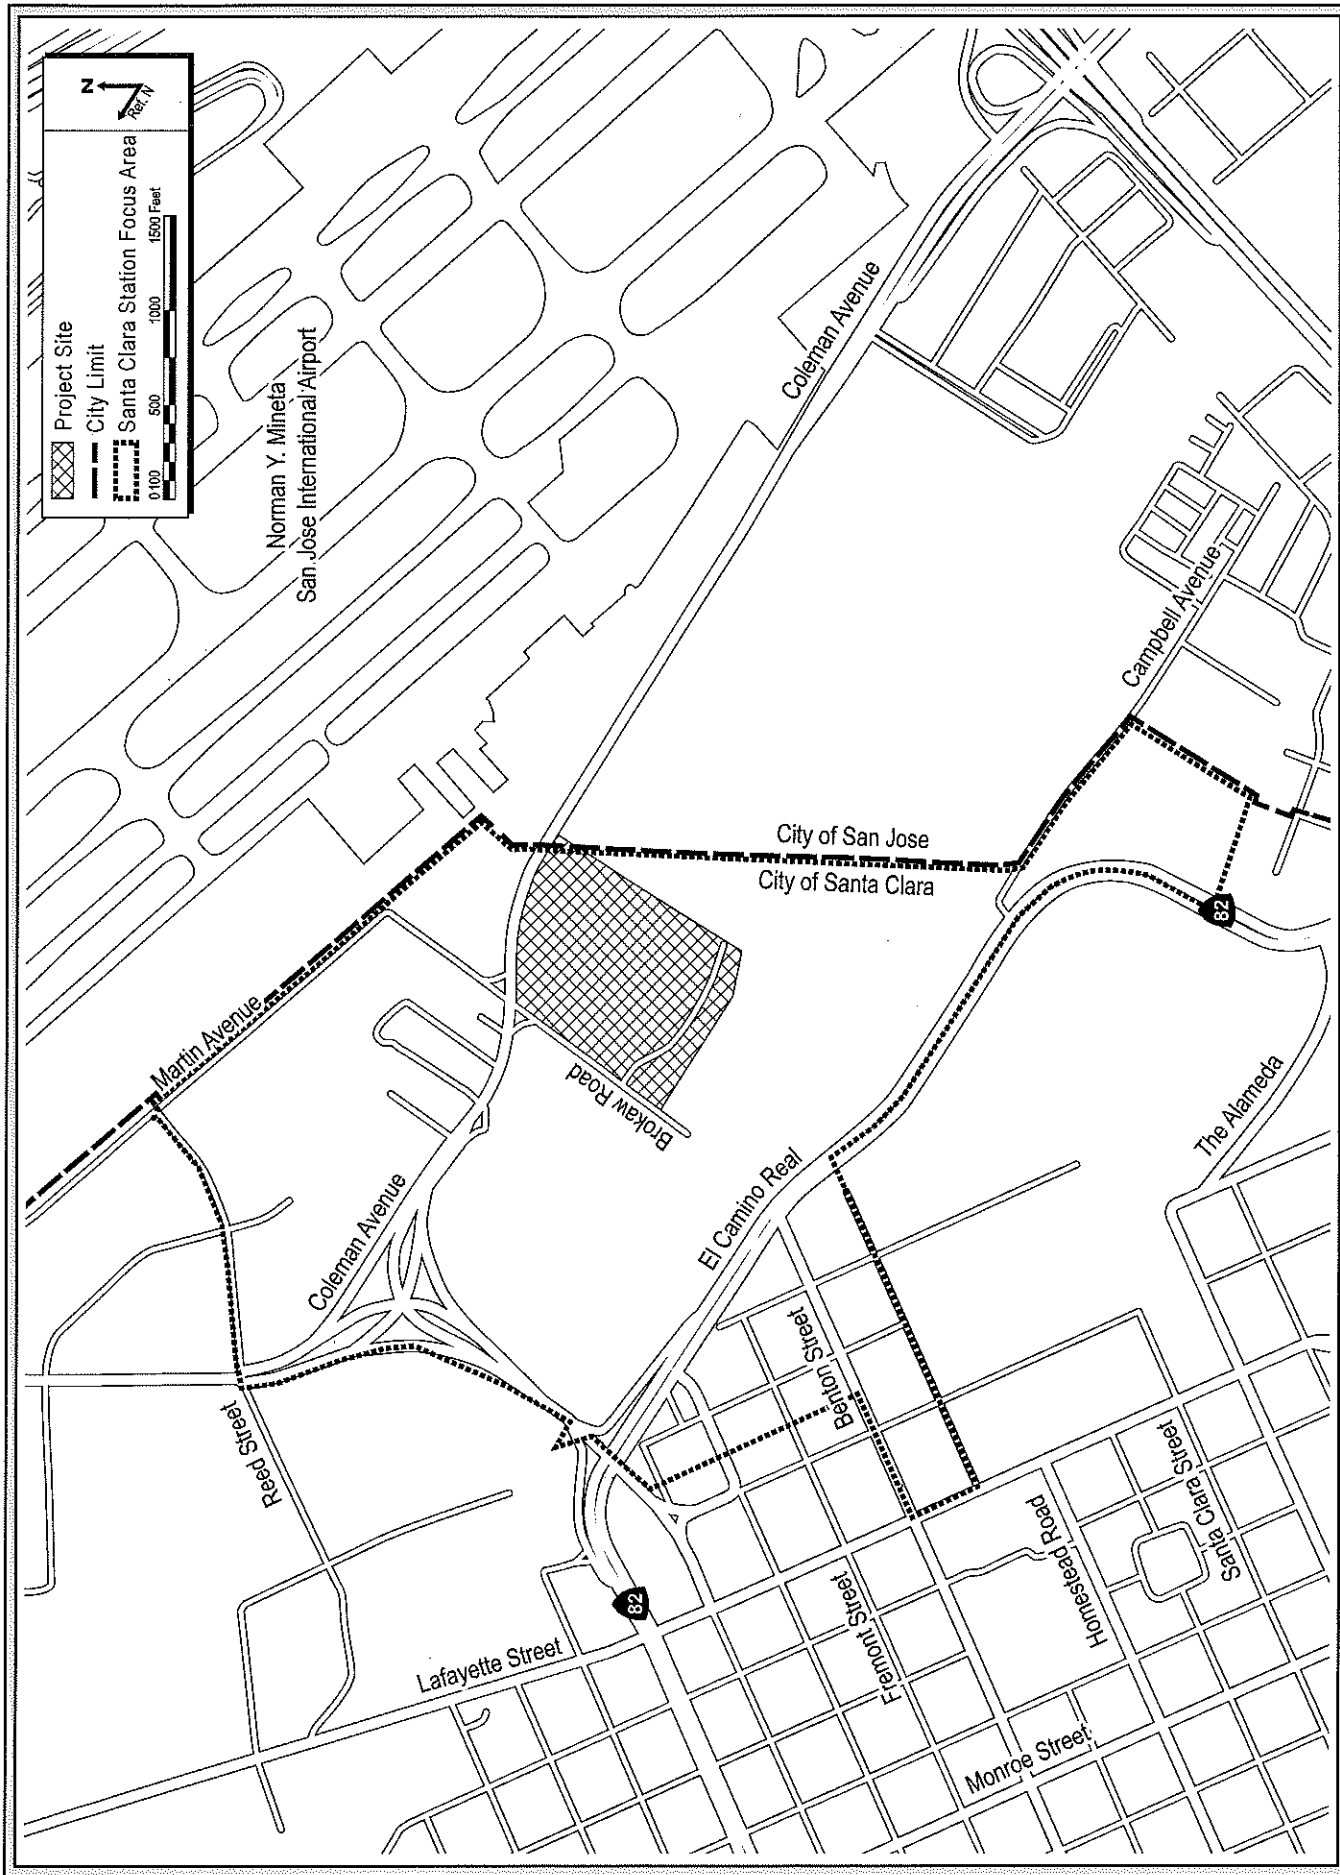 Project Site
City Limit
Santa Clara Station Focus Area
0 100 500 1000 1500 Feet
N
Ref. N
Norman Y. Mineta
San Jose International Airport
Martin Avenue
Coleman Avenue
Coleman Avenue
Reed Street
Brokaw Road
City of San Jose
City of Santa Clara
El Camino Real
Campbell Avenue
82
The Alameda
Benton Street
82
Lafayette Street
Fremont Street
Homestead Road
Santa Clara Street
Monroe Street